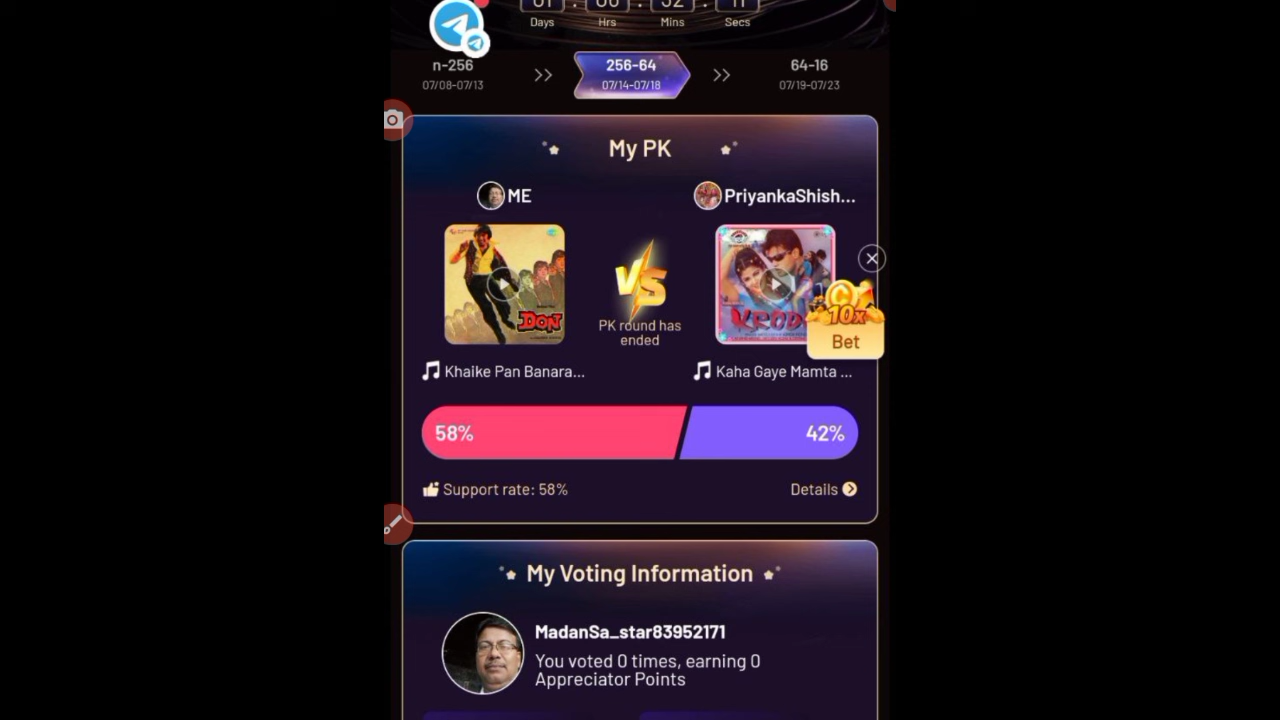 Days Hrs Mins Secs
n-256 256-64 64-16
07/08-07/13 07/14-07/18 07/19-07/23
My PK
ME PriyankaShish...
DON
VS
PK round has
ended
10x
Bet
Khaike Pan Banara... Kaha Gaye Mamta ...
58% 42%
Support rate: 58% Details
My Voting Information
MadanSa_star83952171
You voted 0 times, earning 0
Appreciator Points